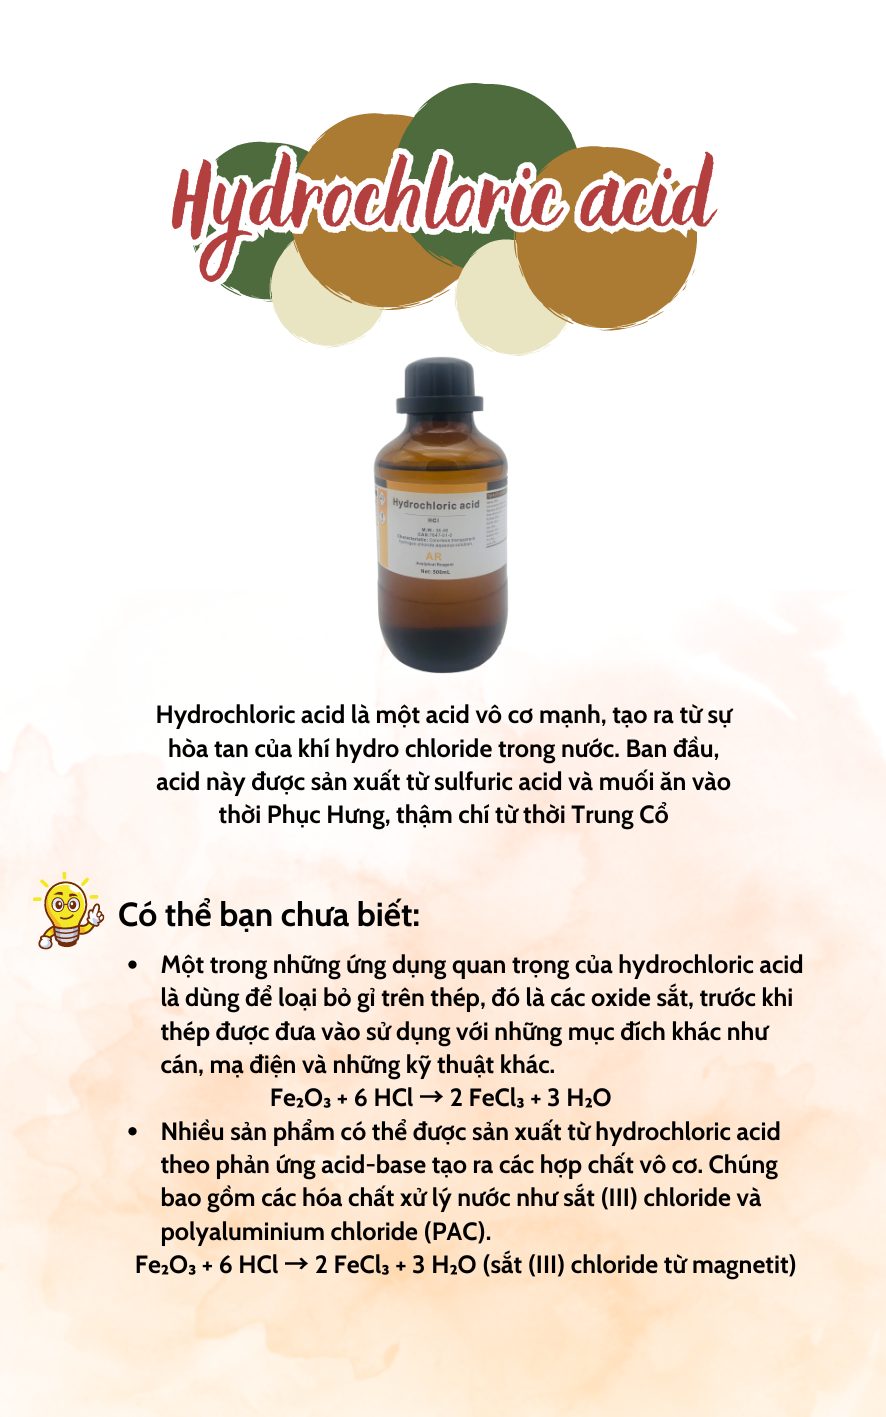 Hydrochloric acid
Hydrochloric acid
HCl
AR
Analytical Reagent
Net: 500mL
Hydrochloric acid là một acid vô cơ mạnh, tạo ra từ sự
hòa tan của khí hydro chloride trong nước. Ban đầu,
acid này được sản xuất từ sulfuric acid và muối ăn vào
thời Phục Hưng, thậm chí từ thời Trung Cổ
Có thể bạn chưa biết:
• Một trong những ứng dụng quan trọng của hydrochloric acid
là dùng để loại bỏ gỉ trên thép, đó là các oxide sắt, trước khi
thép được đưa vào sử dụng với những mục đích khác như
cán, mạ điện và những kỹ thuật khác.
Fe₂O₃ + 6 HCl → 2 FeCl₃ + 3 H₂O
• Nhiều sản phẩm có thể được sản xuất từ hydrochloric acid
theo phản ứng acid-base tạo ra các hợp chất vô cơ. Chúng
bao gồm các hóa chất xử lý nước như sắt (III) chloride và
polyaluminium chloride (PAC).
Fe₂O₃ + 6 HCl → 2 FeCl₃ + 3 H₂O (sắt (III) chloride từ magnetit)